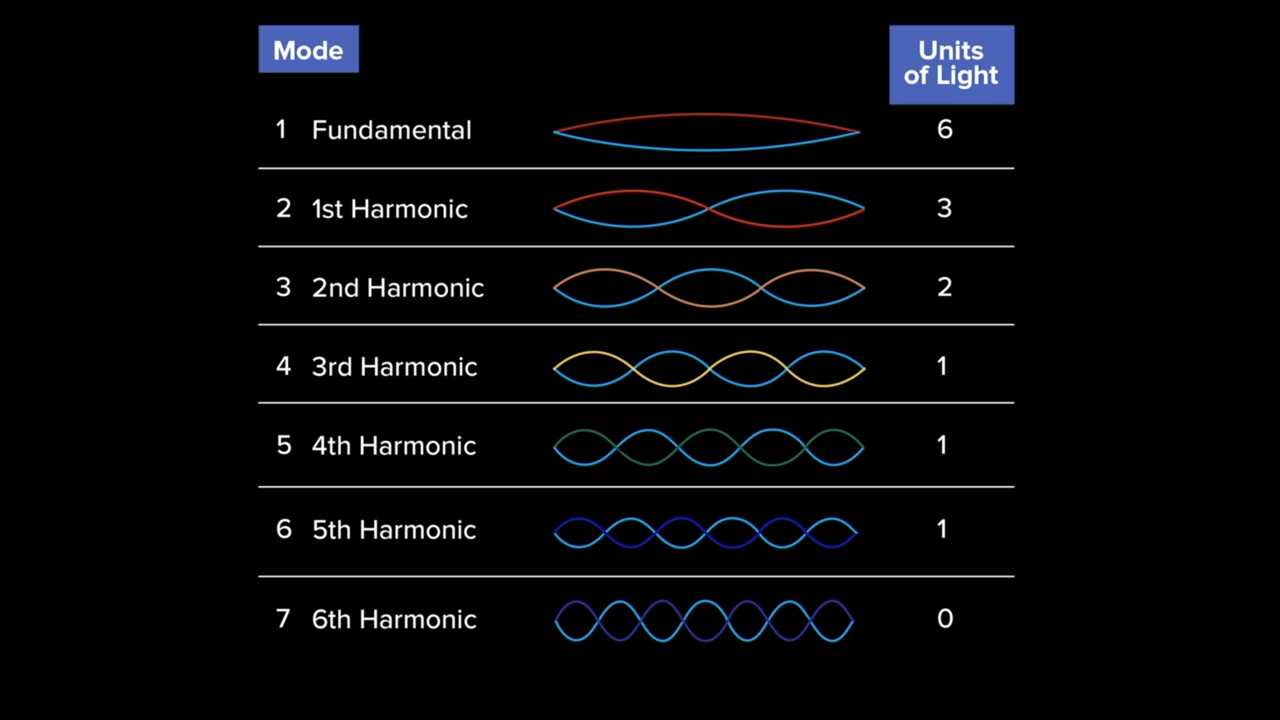 Mode
Units
of Light
1 Fundamental 6
2 1st Harmonic 3
3 2nd Harmonic 2
4 3rd Harmonic 1
5 4th Harmonic 1
6 5th Harmonic 1
7 6th Harmonic 0